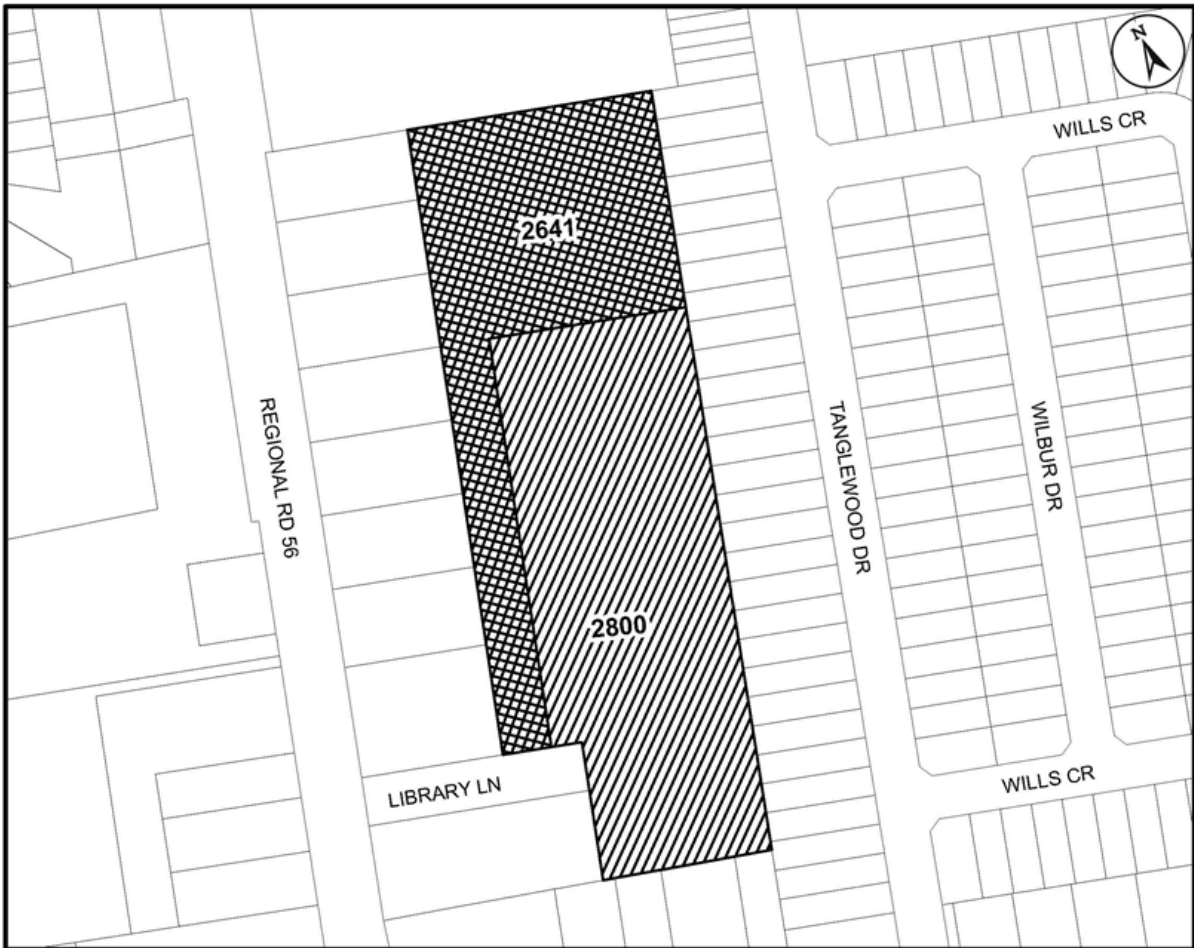 N
WILLS CR
2641
REGIONAL RD 56
TANGLEWOOD DR
WILBUR DR
2800
WILLS CR
LIBRARY LN